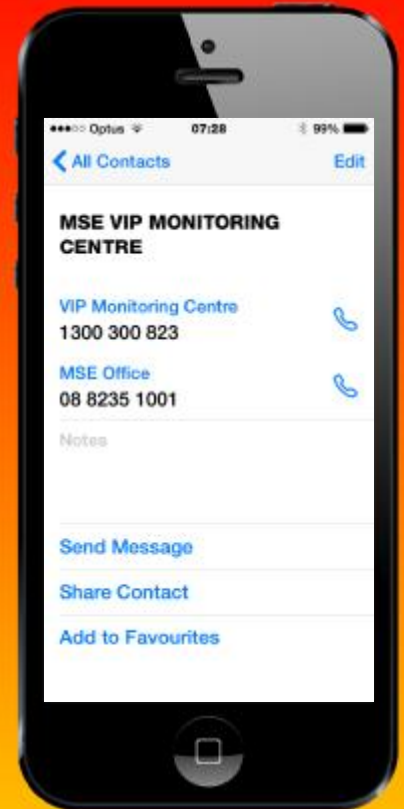 Optus 07:28 99%
All Contacts Edit
MSE VIP MONITORING
CENTRE
VIP Monitoring Centre
1300 300 823
MSE Office
08 8235 1001
Notes
Send Message
Share Contact
Add to Favourites